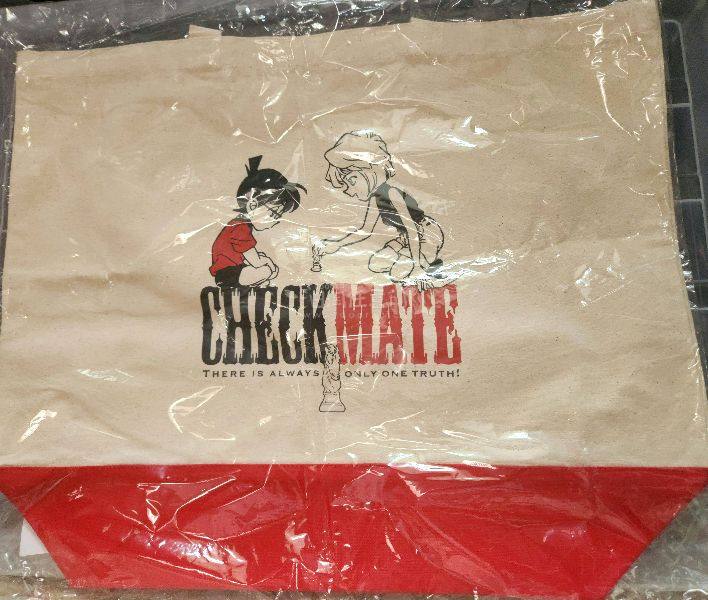 CHECKMATE
THERE IS ALWAYS ONLY ONE TRUTH!